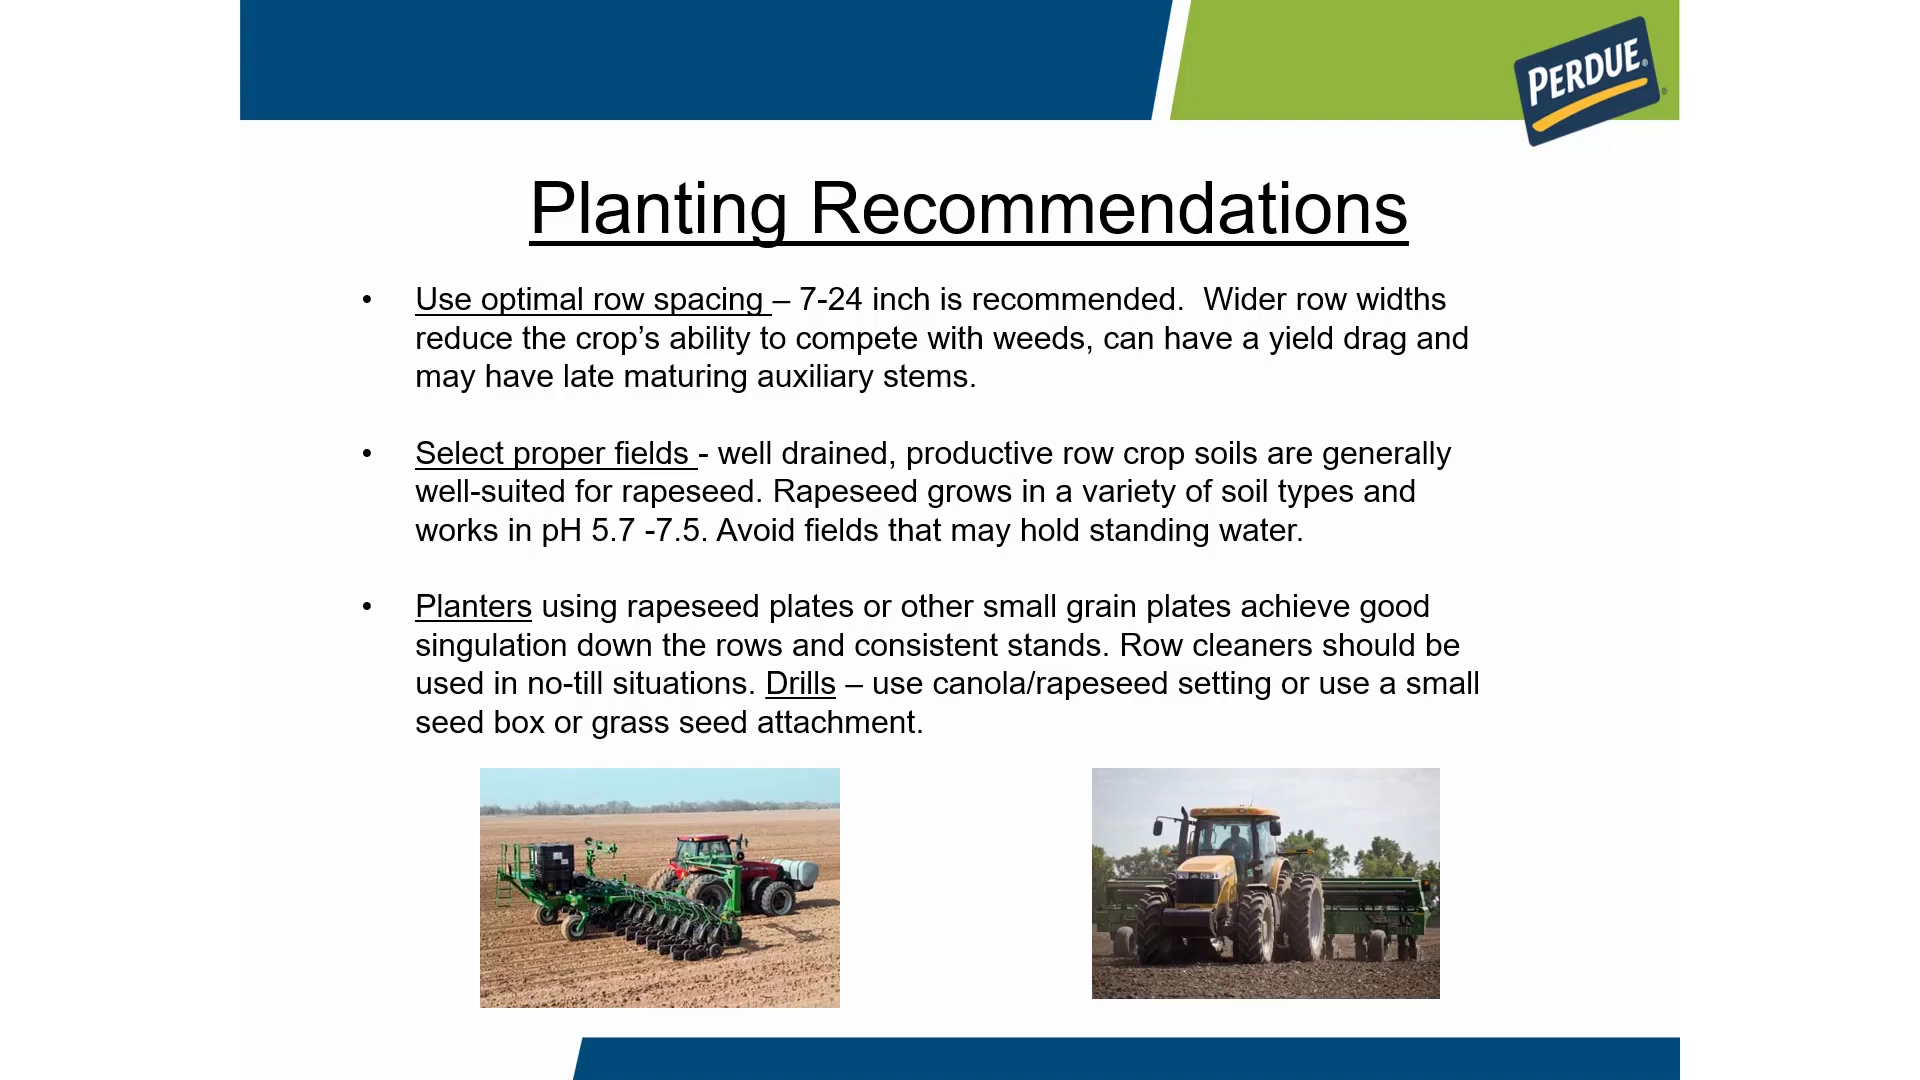 PERDUE®
Planting Recommendations
• Use optimal row spacing – 7-24 inch is recommended.  Wider row widths
reduce the crop’s ability to compete with weeds, can have a yield drag and
may have late maturing auxiliary stems.
• Select proper fields - well drained, productive row crop soils are generally
well-suited for rapeseed. Rapeseed grows in a variety of soil types and
works in pH 5.7 -7.5. Avoid fields that may hold standing water.
• Planters using rapeseed plates or other small grain plates achieve good
singulation down the rows and consistent stands. Row cleaners should be
used in no-till situations. Drills – use canola/rapeseed setting or use a small
seed box or grass seed attachment.